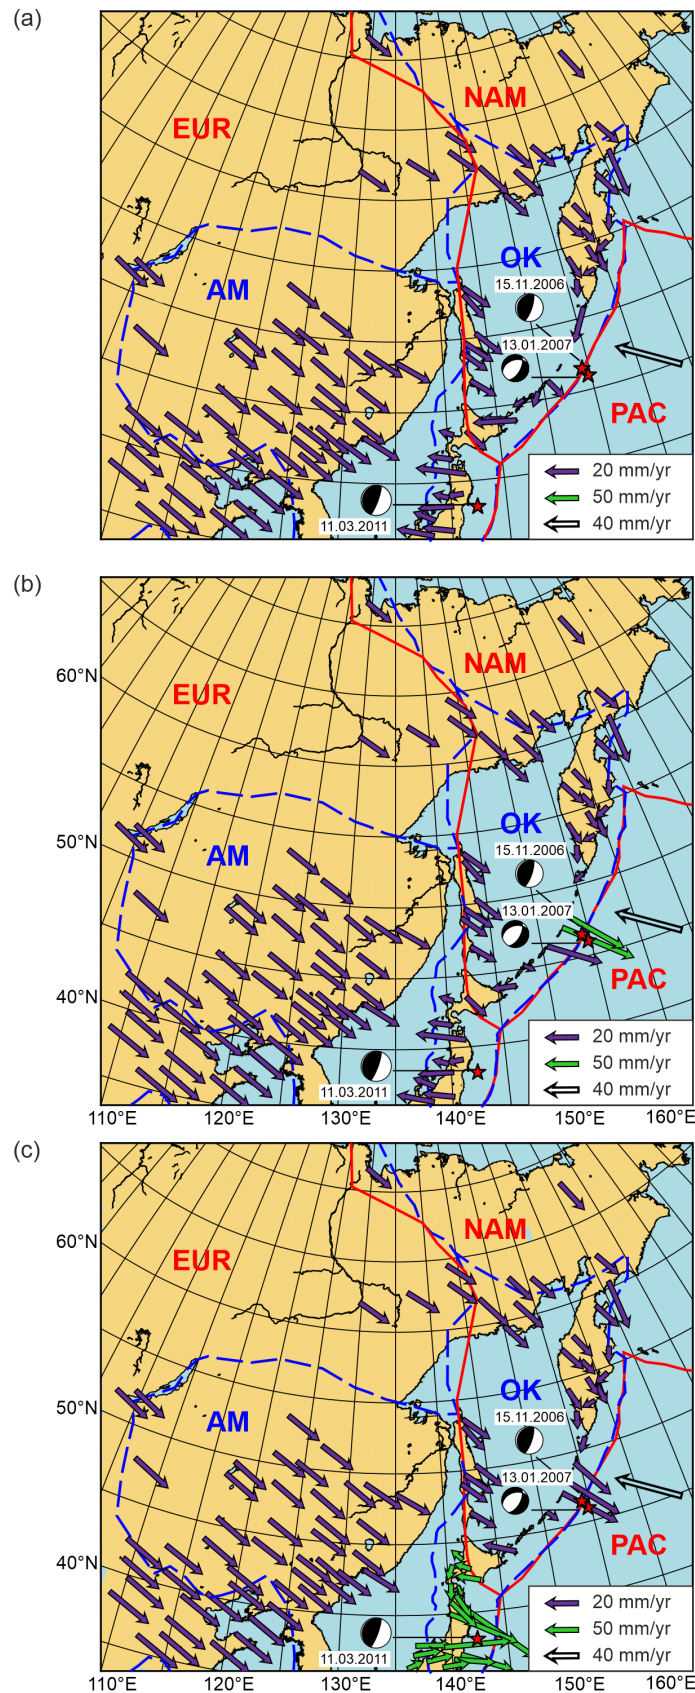 (a)
NAM
EUR
OK
AM
15.11.2006
13.01.2007
PAC
11.03.2011
20 mm/yr
50 mm/yr
40 mm/yr
(b)
NAM
60°N
EUR
50°N
OK
AM
15.11.2006
13.01.2007
PAC
40°N
20 mm/yr
50 mm/yr
11.03.2011
40 mm/yr
110°E 120°E 130°E 140°E 150°E 160°E
(c)
NAM
60°N
EUR
50°N
OK
AM
15.11.2006
13.01.2007
PAC
40°N
20 mm/yr
50 mm/yr
11.03.2011
40 mm/yr
110°E 120°E 130°E 140°E 150°E 160°E